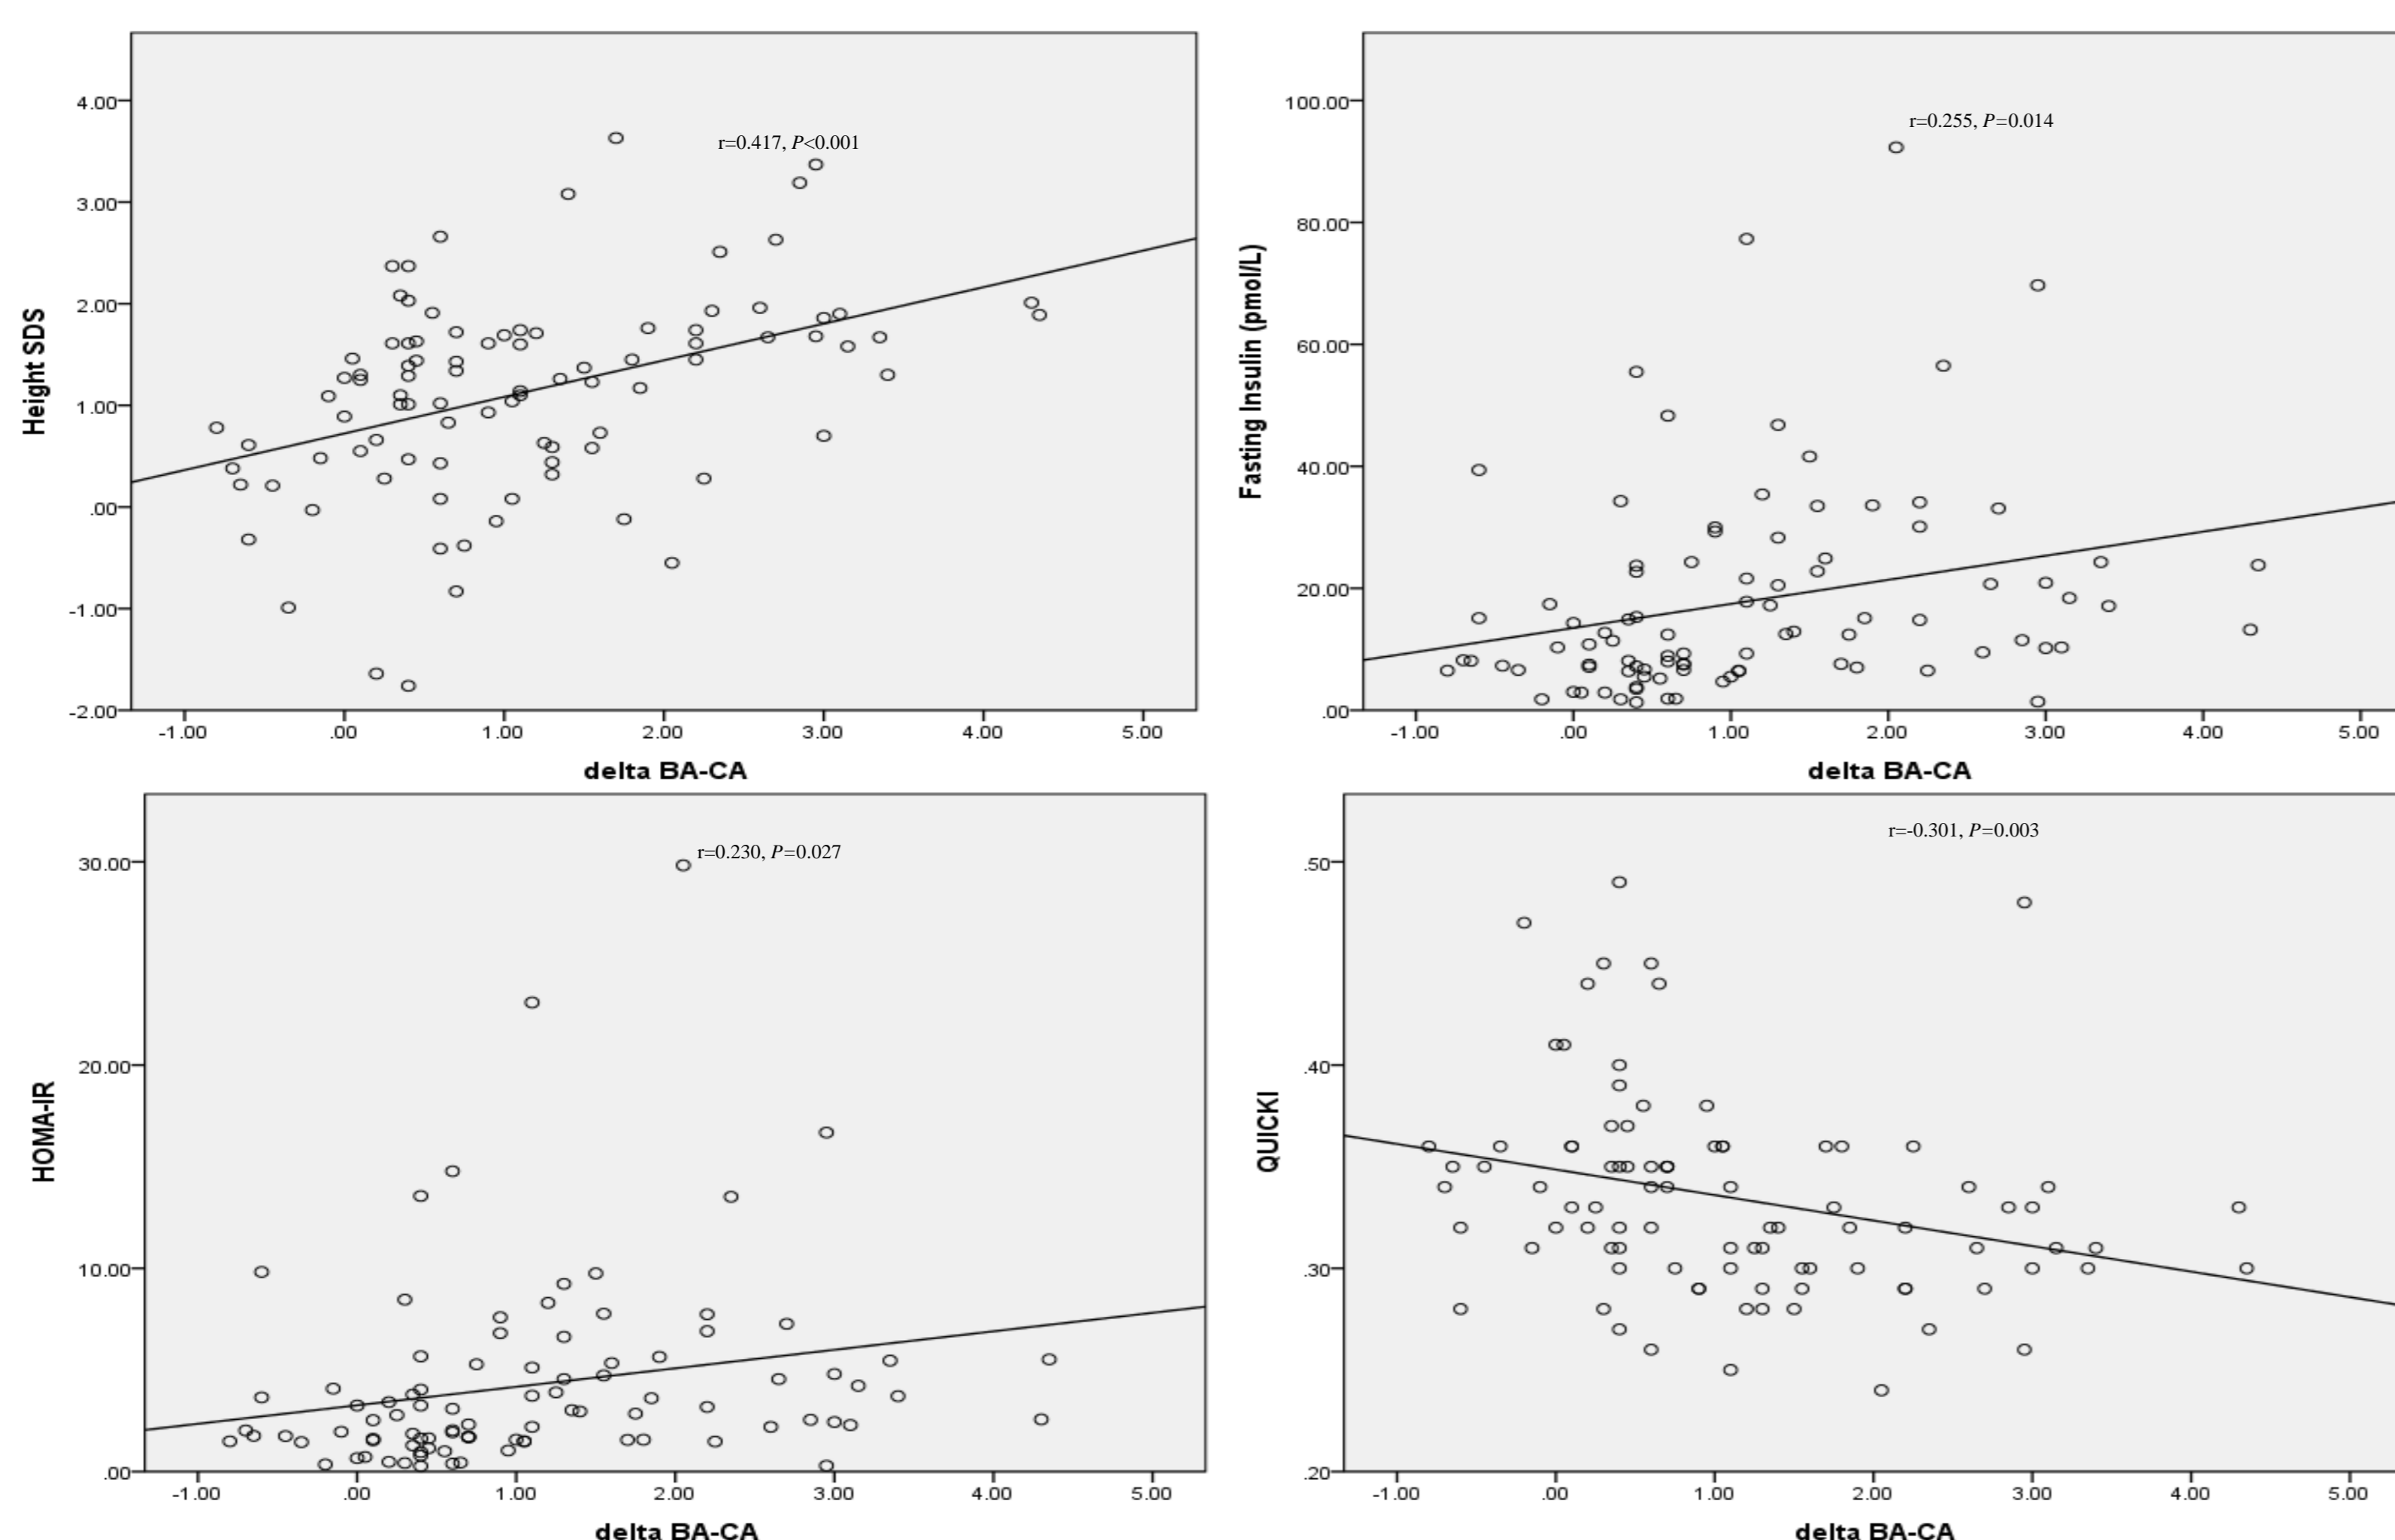 4.00
3.00
2.00
1.00
.00
-1.00
-2.00
Height SDS
r=0.417, P<0.001
-1.00 .00 1.00 2.00 3.00 4.00 5.00
delta BA-CA
100.00
80.00
60.00
40.00
20.00
.00
Fasting Insulin (pmol/L)
r=0.255, P=0.014
-1.00 .00 1.00 2.00 3.00 4.00 5.00
delta BA-CA
30.00
20.00
10.00
.00
HOMA-IR
r=0.230, P=0.027
-1.00 .00 1.00 2.00 3.00 4.00 5.00
delta BA-CA
.50
.40
.30
.20
QUICKI
r=-0.301, P=0.003
-1.00 .00 1.00 2.00 3.00 4.00 5.00
delta BA-CA